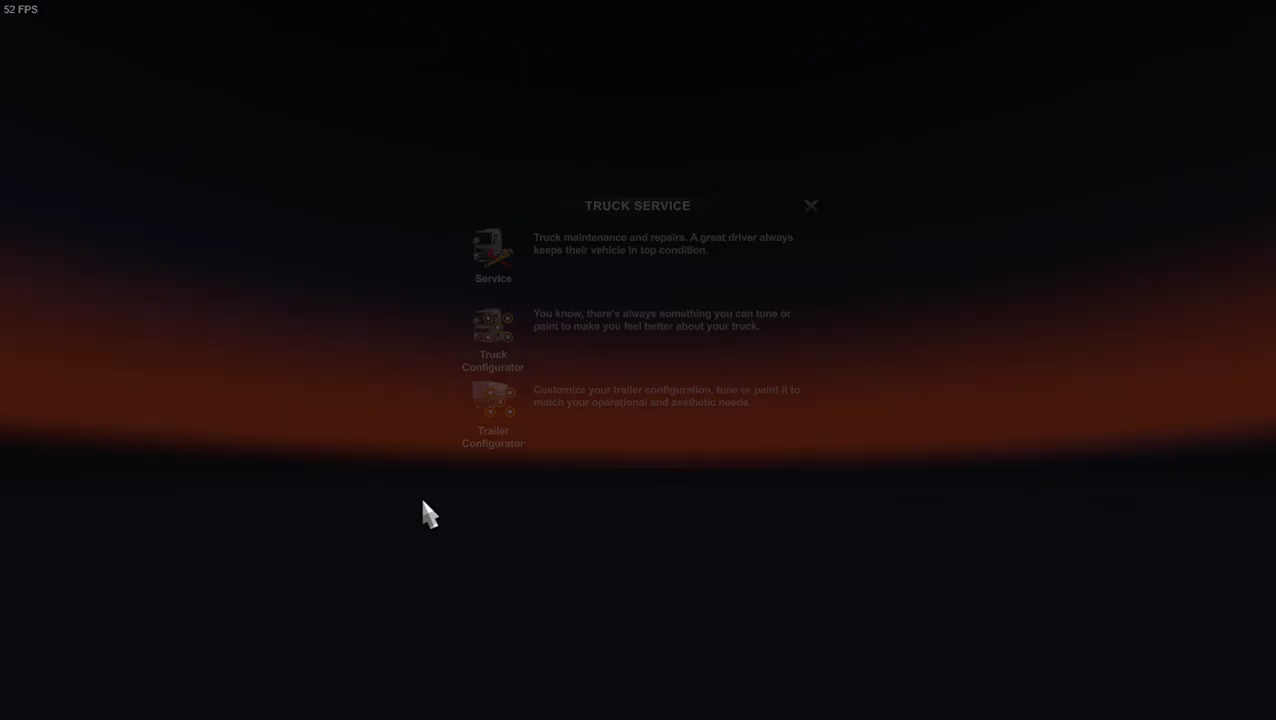 52 FPS
TRUCK SERVICE
Truck maintenance and repairs. A great driver always
keeps their vehicle in top condition.
Service
You know, there's always something you can tune or
paint to make you feel better about your truck.
Truck
Configurator
Customize your trailer configuration, tune or paint it to
match your operational and aesthetic needs.
Trailer
Configurator